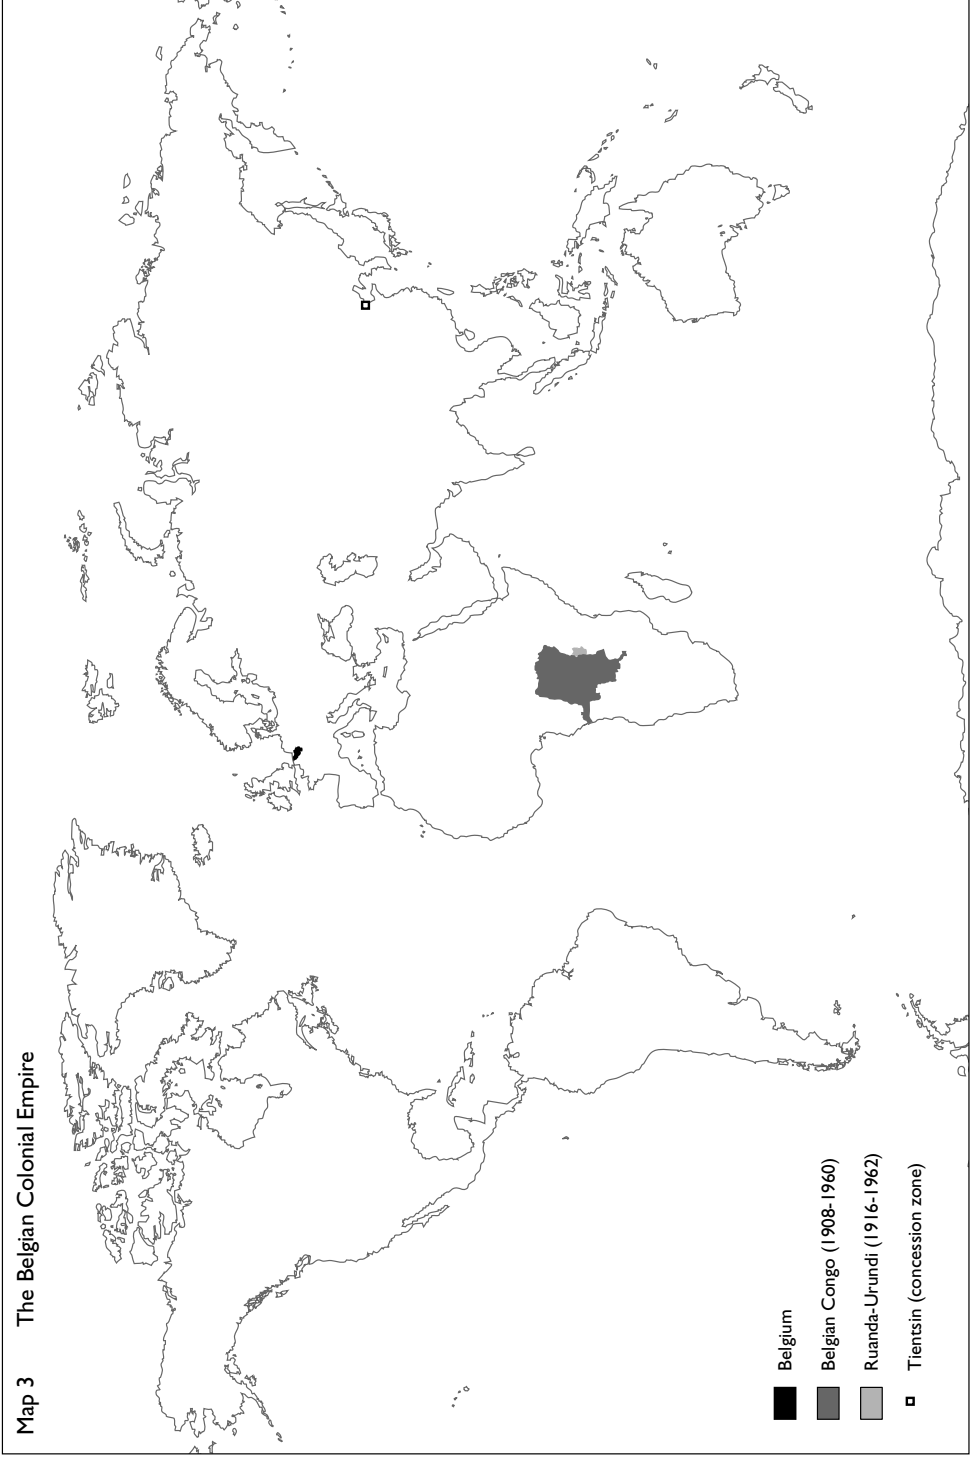 Map 3 The Belgian Colonial Empire
Belgium
Belgian Congo (1908-1960)
Ruanda-Urundi (1916-1962)
Tientsin (concession zone)